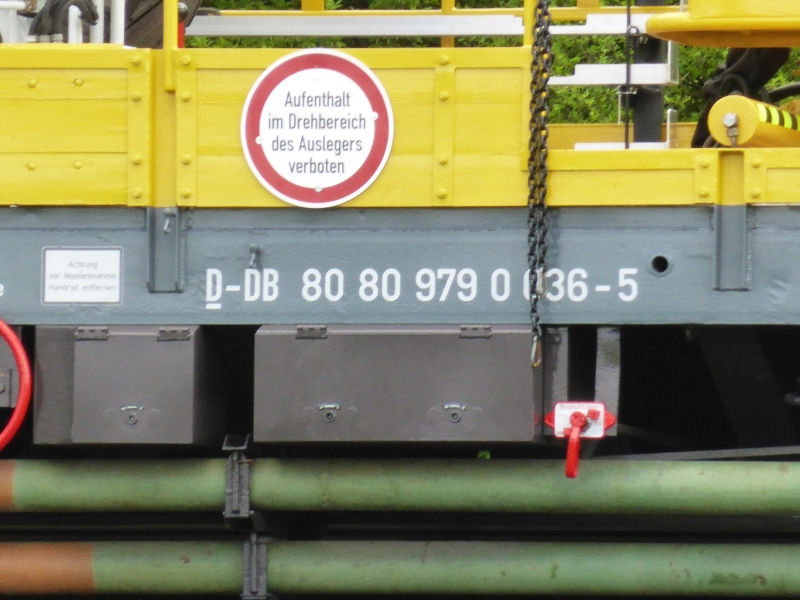 Aufenthalt
im Drehbereich
des Auslegers
verboten
Achtung
vor Mastentnahme
Handrad entfernen
D-DB 80 80 979 0 036-5